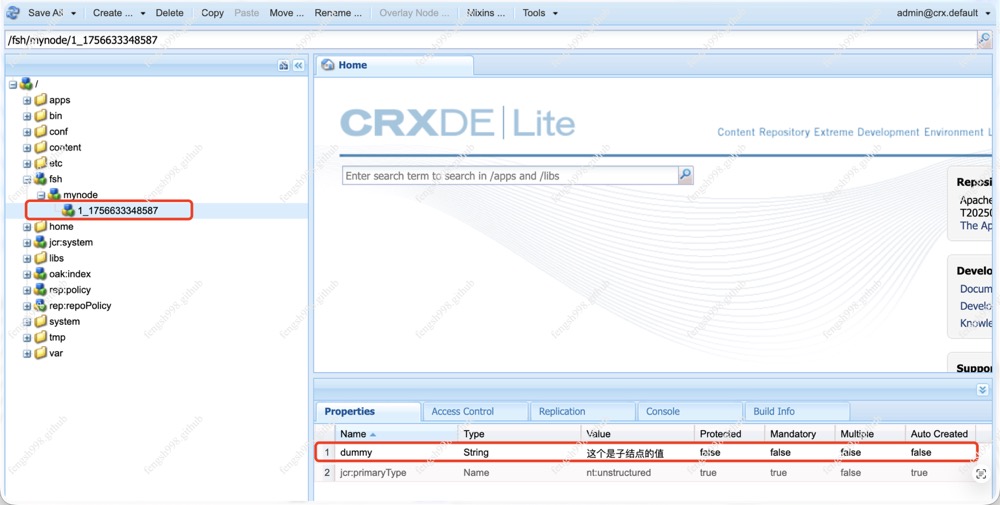 Save All Create ... Delete Copy Paste Move ... Rename ... Overlay Node ... Mixins ... Tools admin@crx.default
/fsh/mynode/1_1756633348587
Home
/
apps
bin
conf
content
etc
fsh
mynode
1_1756633348587
home
jcr:system
libs
oak:index
rep:policy
rep:repoPolicy
system
tmp
var
CRXDE Lite
Content Repository Extreme Development Environment L
Enter search term to search in /apps and /libs
Reposi
Apache
T20250
The Ap
Develo
Docum
Develo
Knowle
Suppor
Properties Access Control Replication Console Build Info
Name Type Value Protected Mandatory Multiple Auto Created
1 dummy String 这个是子结点的值 false false false false
2 jcr:primaryType Name nt:unstructured true true false true
fengsh998.github